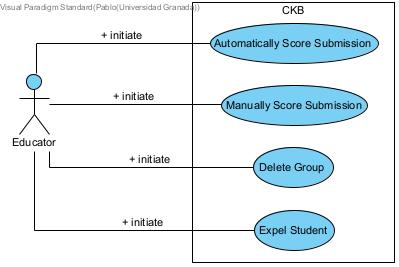 Visual Paradigm Standard(Pablo(Universidad Granada))
CKB
+ initiate
Automatically Score Submission
+ initiate
Manually Score Submission
Educator
+ initiate
Delete Group
+ initiate
Expel Student